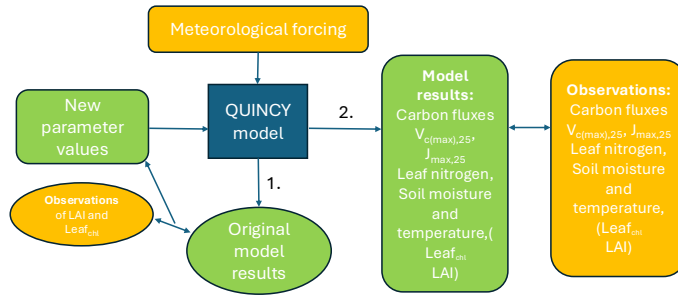 Meteorological forcing
New
parameter
values
QUINCY
model
2.
1.
Observations
of LAI and
Leafchl
Original
model
results
Model
results:
Carbon fluxes
Vc(max),25,
Jmax,25
Leaf nitrogen,
Soil moisture
and
temperature,(
Leafchl
LAI)
Observations:
Carbon fluxes
Vc(max),25, Jmax,25
Leaf nitrogen,
Soil moisture
and
temperature,
(Leafchl
LAI)